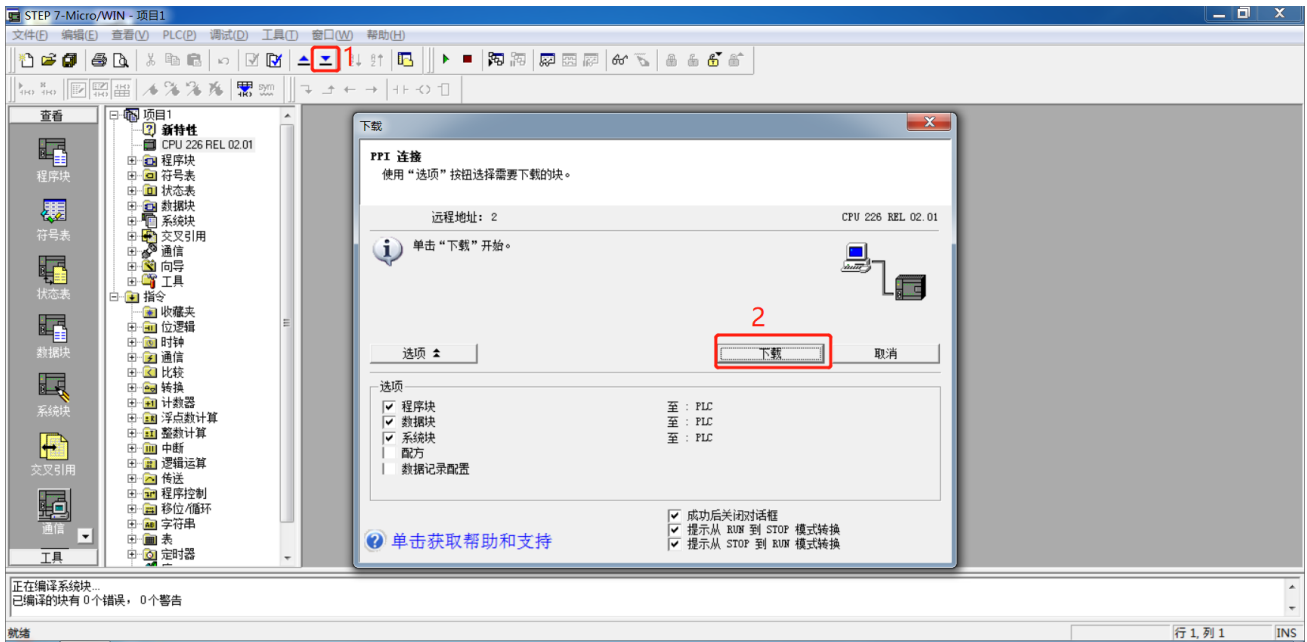 STEP 7-Micro/WIN - 项目1
文件(F) 编辑(E) 查看(V) PLC(P) 调试(D) 工具(T) 窗口(W) 帮助(H)
1
sym
查看
程序块
符号表
状态表
数据块
系统块
交叉引用
通信
工具
项目1
新特性
CPU 226 REL 02.01
程序块
符号表
状态表
数据块
系统块
交叉引用
通信
向导
工具
指令
收藏夹
位逻辑
时钟
通信
比较
转换
计数器
浮点数计算
整数计算
中断
逻辑运算
传送
程序控制
移位/循环
字符串
表
定时器
下载
PPI 连接
使用“选项”按钮选择需要下载的块。
远程地址: 2 CPU 226 REL 02.01
单击“下载”开始。
2
选项 下载 取消
选项
程序块 至 : PLC
数据块 至 : PLC
系统块 至 : PLC
配方
数据记录配置
成功后关闭对话框
提示从 RUN 到 STOP 模式转换
提示从 STOP 到 RUN 模式转换
单击获取帮助和支持
正在编译系统块...
已编译的块有 0个错误， 0个警告
就绪 行 1, 列 1 INS